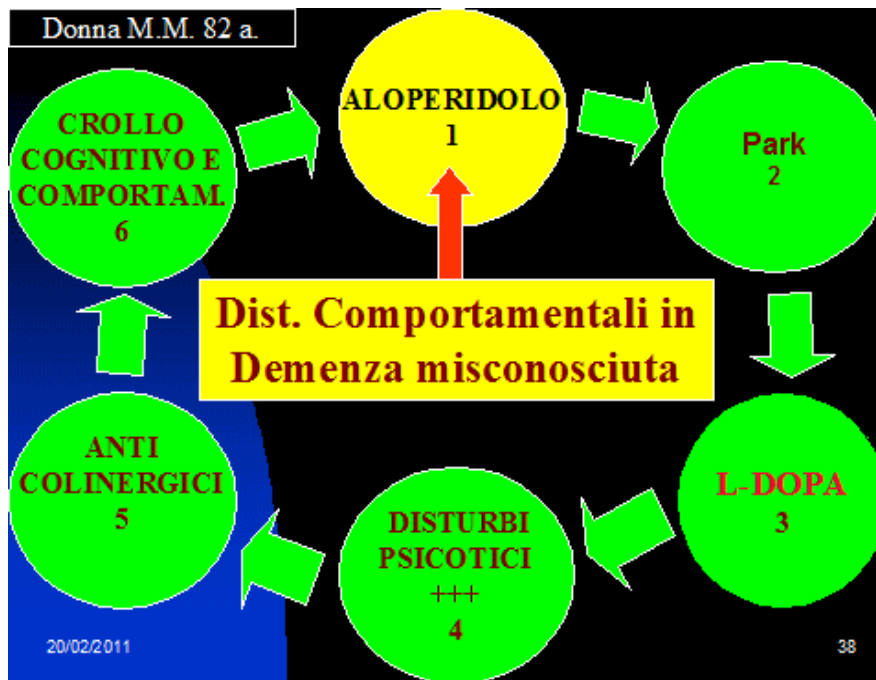 Donna M.M. 82 a.
ALOPERIDOLO
1
Park
2
L-DOPA
3
DISTURBI
PSICOTICI
+++
4
ANTI
COLINERGICI
5
CROLLO
COGNITIVO E
COMPORTAM.
6
Dist. Comportamentali in
Demenza misconosciuta
20/02/2011
38